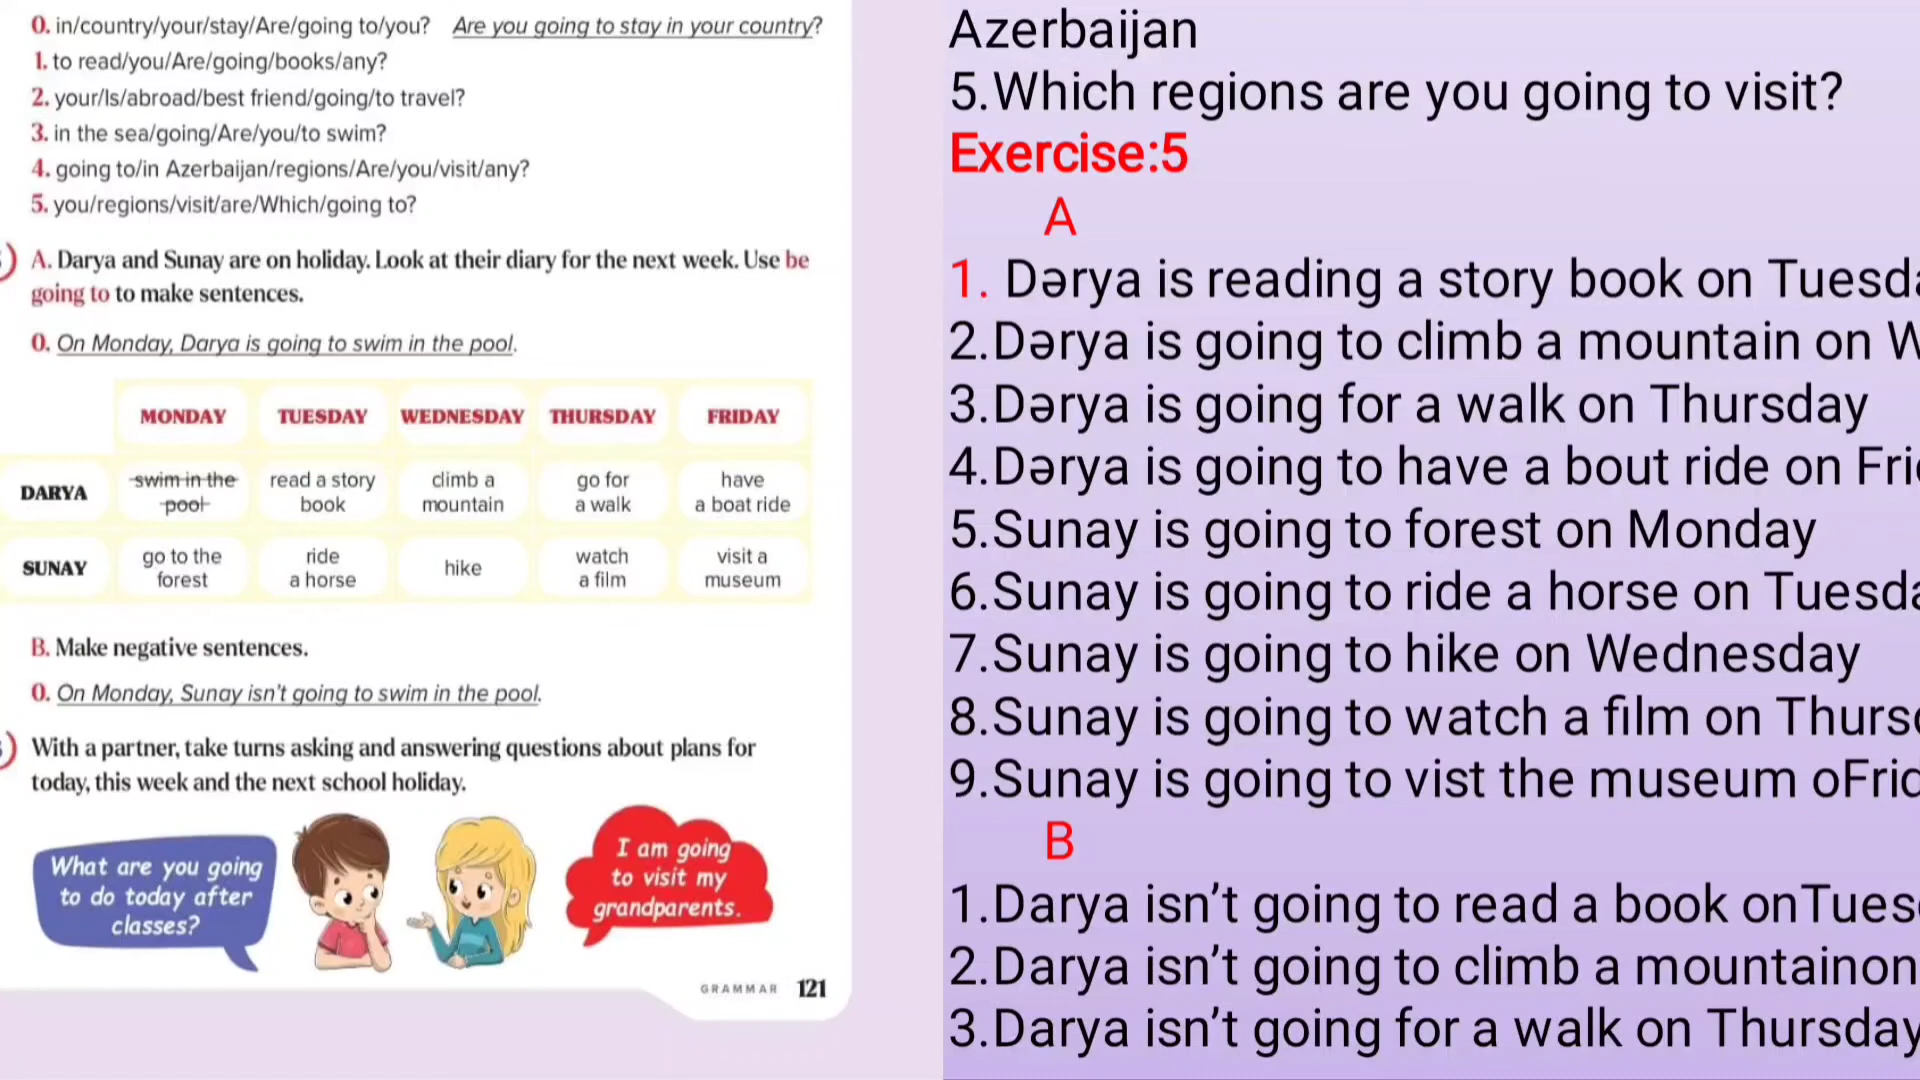 0. in/country/your/stay/Are/going to/you? Are you going to stay in your country?
1. to read/you/Are/going/books/any?
2. your/Is/abroad/best friend/going/to travel?
3. in the sea/going/Are/you/to swim?
4. going to/in Azerbaijan/regions/Are/you/visit/any?
5. you/regions/visit/are/Which/going to?
A. Darya and Sunay are on holiday. Look at their diary for the next week. Use be
going to to make sentences.
0. On Monday, Darya is going to swim in the pool.
MONDAY TUESDAY WEDNESDAY THURSDAY FRIDAY
DARYA
swim in the
pool
read a story
book
climb a
mountain
go for
a walk
have
a boat ride
SUNAY
go to the
forest
ride
a horse
hike
watch
a film
visit a
museum
B. Make negative sentences.
0. On Monday, Sunay isn't going to swim in the pool.
With a partner, take turns asking and answering questions about plans for
today, this week and the next school holiday.
What are you going
to do today after
classes?
I am going
to visit my
grandparents.
GRAMMAR 121
Azerbaijan
5.Which regions are you going to visit?
Exercise:5
A
1. Dərya is reading a story book on Tuesda
2.Dərya is going to climb a mountain on W
3.Dərya is going for a walk on Thursday
4.Dərya is going to have a bout ride on Fri
5.Sunay is going to forest on Monday
6.Sunay is going to ride a horse on Tuesda
7.Sunay is going to hike on Wednesday
8.Sunay is going to watch a film on Thurs
9.Sunay is going to vist the museum oFrid
B
1.Darya isn’t going to read a book onTues
2.Darya isn’t going to climb a mountainon
3.Darya isn’t going for a walk on Thursday